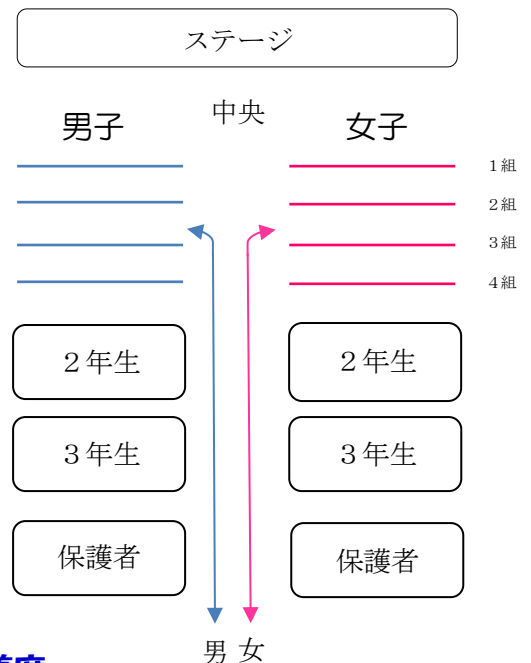 ステージ
男子 中央 女子
1組
2組
3組
4組
2年生 2年生
3年生 3年生
保護者 保護者
男 女